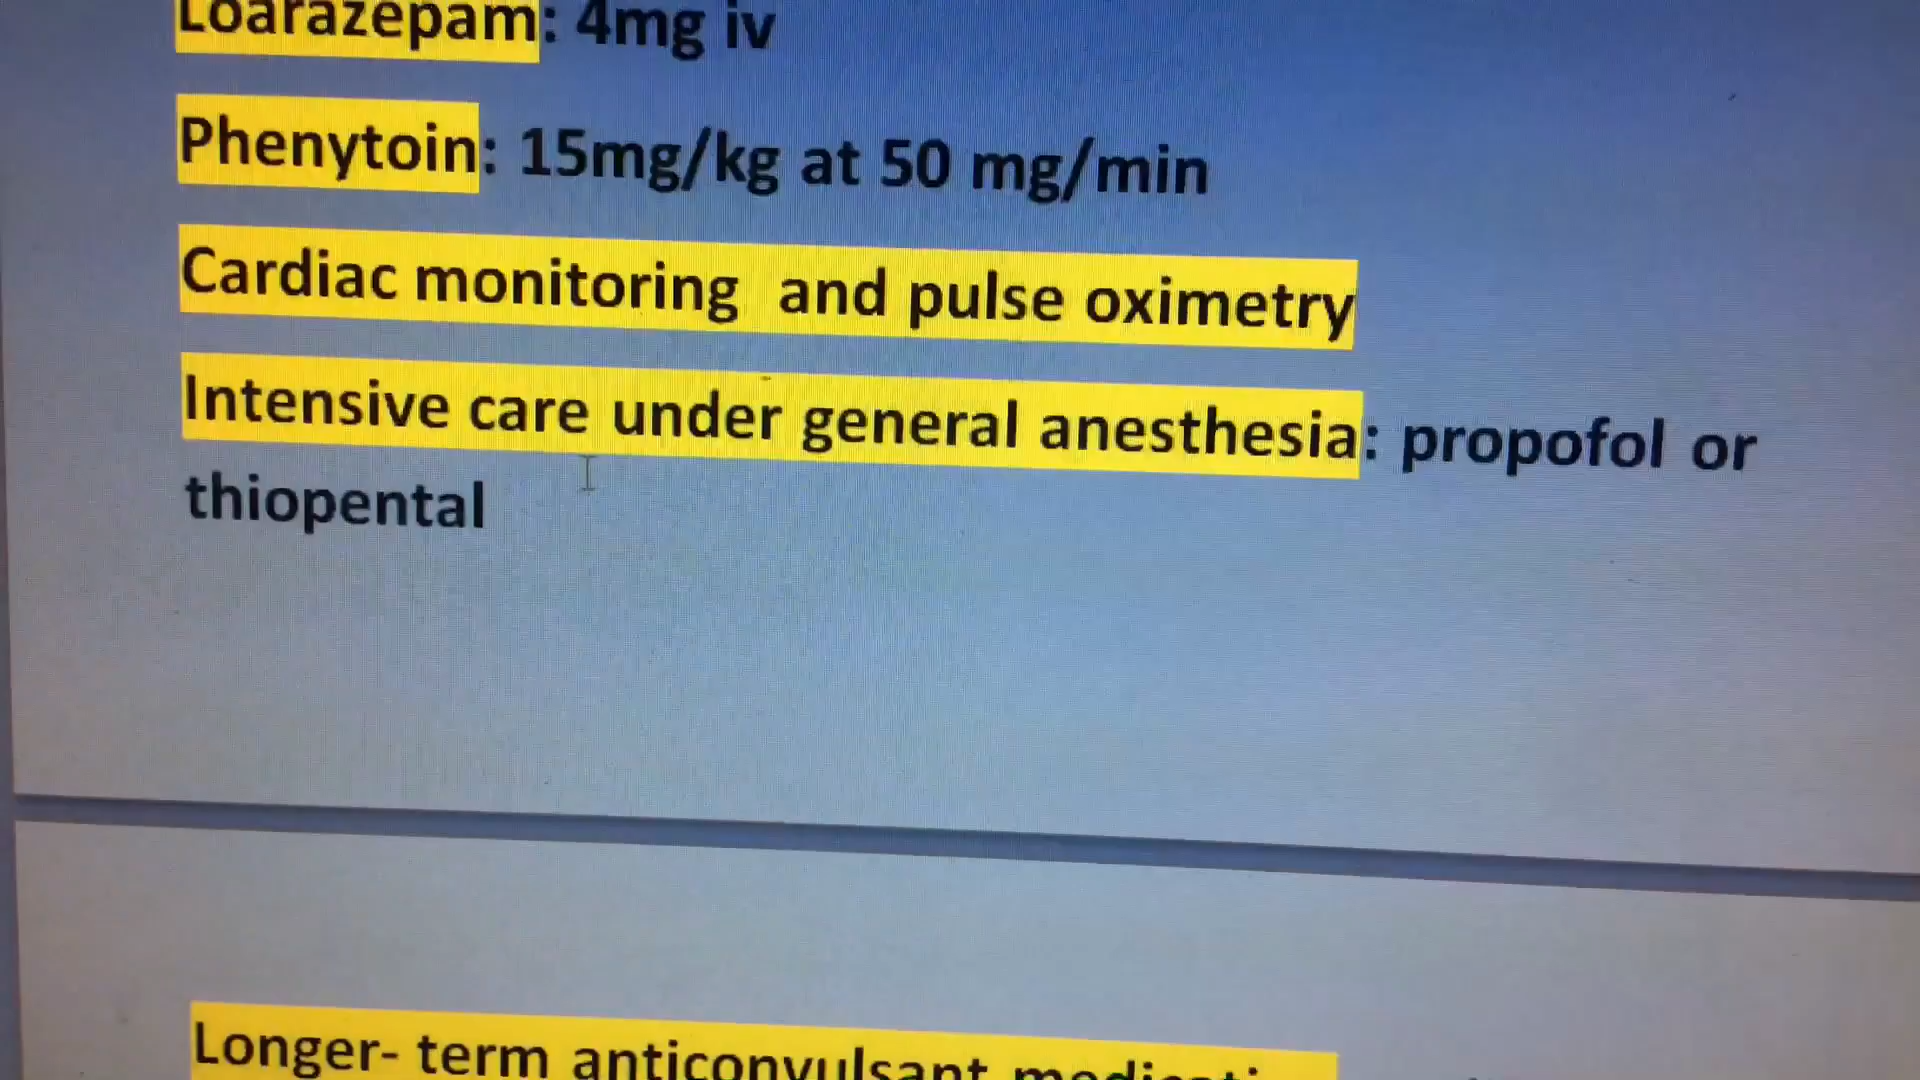 Loarazepam: 4mg iv
Phenytoin: 15mg/kg at 50 mg/min
Cardiac monitoring and pulse oximetry
Intensive care under general anesthesia: propofol or
thiopental
Longer- term anticonvulsant